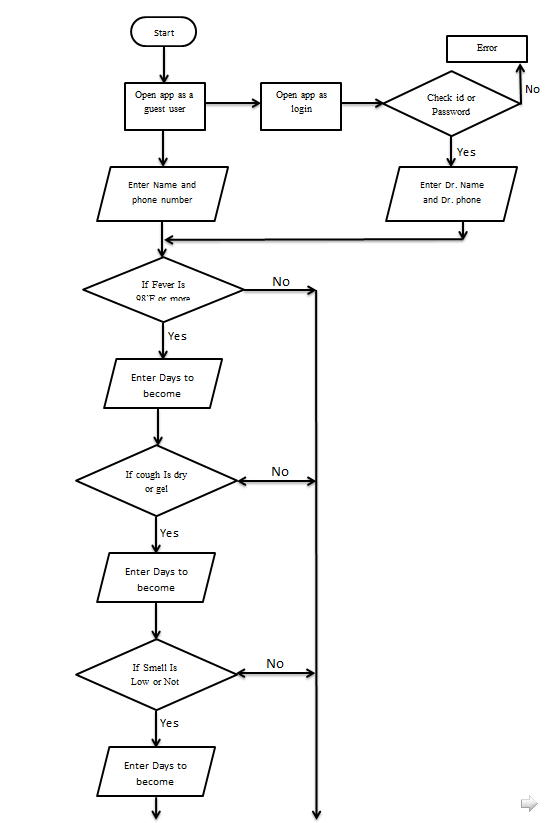 Start
Error
Open app as a
guest user
Open app as
login
Check id or
Password
No
Yes
Enter Name and
phone number
Enter Dr. Name
and Dr. phone
If Fever Is
98˚F or more
No
Yes
Enter Days to
become
If cough Is dry
or gel
No
Yes
Enter Days to
become
If Smell Is
Low or Not
No
Yes
Enter Days to
become